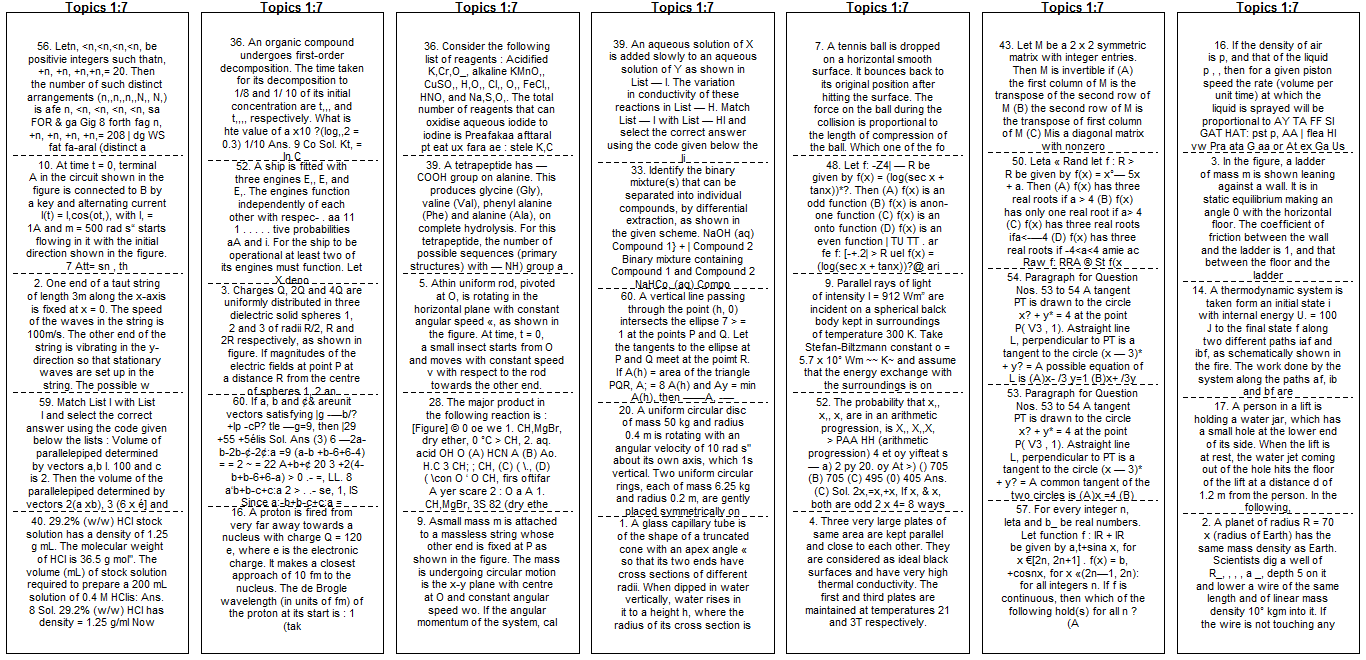 Topics 1:7
56. Letn, <n,<n,<n,<n, be
positivie integers such thatn,
+n, +n, +n,+n,= 20. Then
the number of such distinct
arrangements (n,,n,,n,,N,, N,)
is afe n, <n, <n, <n, <n, sa
FOR & ga Gig 8 forth fag n,
+n, +n, +n, +n,= 208 | dg WS
fat fa-aral (distinct a
10. At time t = 0, terminal
A in the circuit shown in the
figure is connected to B by
a key and alternating current
I(t) = I,cos(ot,), with I, =
1A and m = 500 rad s" starts
flowing in it with the initial
direction shown in the figure.
7 Att= sn , th
2. One end of a taut string
of length 3m along the x-axis
is fixed at x = 0. The speed
of the waves in the string is
100m/s. The other end of the
string is vibrating in the y-
direction so that stationary
waves are set up in the
string. The possible w
59. Match List I with List
I and select the correct
answer using the code given
below the lists : Volume of
parallelepiped determined
by vectors a,b l. 100 and c
is 2. Then the volume of the
parallelepiped determined by
vectors 2(a xb), 3 (6 x é] and
40. 29.2% (w/w) HCI stock
solution has a density of 1.25
g mL. The molecular weight
of HCI is 36.5 g mol". The
volume (mL) of stock solution
required to prepare a 200 mL
solution of 0.4 M HClis: Ans.
8 Sol. 29.2% (w/w) HCI has
density = 1.25 g/ml Now
Topics 1:7
36. An organic compound
undergoes first-order
decomposition. The time taken
for its decomposition to
1/8 and 1/ 10 of its initial
concentration are t,,, and
t,,,, respectively. What is
hte value of a x10 ?(log,,2 =
0.3) 1/10 Ans. 9 Co Sol. Kt, =
In C
52. A ship is fitted with
three engines E,, E, and
E,. The engines function
independently of each
other with respec- . aa 11
1 . . . . . tive probabilities
aA and i. For the ship to be
operational at least two of
its engines must function. Let
X deno
3. Charges Q, 2Q and 4Q are
uniformly distributed in three
dielectric solid spheres 1,
2 and 3 of radii R/2, R and
2R respectively, as shown in
figure. If magnitudes of the
electric fields at point P at
a distance R from the centre
of spheres 1, 2 an
60. If a, b and ¢& areunit
vectors satisfying |g -—b/?
+lp -cP? tle —g=9, then |29
+55 +5élis Sol. Ans (3) 6 —2a-
b-2b-¢-2¢:a =9 (a-b +b-6+6-4)
= = 2 ~ = 22 A+b+¢ 20 3 +2(4-
b+b-6+6-a) > 0 .- =, LL. 8
a'b+b-c+c:a 2 > . .- se, 1, IS
Since a:-b+b-c+c:a =
16. A proton is fired from
very far away towards a
nucleus with charge Q = 120
e, where e is the electronic
charge. It makes a closest
approach of 10 fm to the
nucleus. The de Brogle
wavelength (in units of fm) of
the proton at its start is : 1
(tak
Topics 1:7
36. Consider the following
list of reagents : Acidified
K,Cr,O_, alkaline KMnO,,
CuSO,, H,O,, Cl,, O,, FeCl,,
HNO, and Na,S,O,. The total
number of reagents that can
oxidise aqueous iodide to
iodine is Preafakaa afttaral
pt eat ux fara ae : stele K,C
39. A tetrapeptide has —
COOH group on alanine. This
produces glycine (Gly),
valine (Val), phenyl alanine
(Phe) and alanine (Ala), on
complete hydrolysis. For this
tetrapeptide, the number of
possible sequences (primary
structures) with — NH) group a
5. Athin uniform rod, pivoted
at O, is rotating in the
horizontal plane with constant
angular speed «, as shown in
the figure. At time, t = 0,
a small insect starts from O
and moves with constant speed
v with respect to the rod
towards the other end.
28. The major product in
the following reaction is :
[Figure] © 0 oe we 1. CH,MgBr,
dry ether, 0 °C > CH, 2. aq.
acid OH O (A) HCN A (B) Ao.
H.C 3 CH; ; CH, (C) ( \., (D)
( \con O ' O CH, firs oftifar
A yer scare 2 : O a A 1.
CH,MgBr, 3S 82 (dry ethe
9. Asmall mass m is attached
to a massless string whose
other end is fixed at P as
shown in the figure. The mass
is undergoing circular motion
is the x-y plane with centre
at O and constant angular
speed wo. If the angular
momentum of the system, cal
Topics 1:7
39. An aqueous solution of X
is added slowly to an aqueous
solution of Y as shown in
List — I. The variation
in conductivity of these
reactions in List — H. Match
List — I with List — HI and
select the correct answer
using the code given below the
li
33. Identify the binary
mixture(s) that can be
separated into individual
compounds, by differential
extraction, as shown in
the given scheme. NaOH (aq)
Compound 1} + | Compound 2
Binary mixture containing
Compound 1 and Compound 2
NaHCo, (aq) Compo
60. A vertical line passing
through the point (h, 0)
intersects the ellipse 7 > =
1 at the points P and Q. Let
the tangents to the ellipse at
P and Q meet at the poimt R.
If A(h) = area of the triangle
PQR, A; = 8 A(h) and Ay = min
A(h), then ——A, —
20. A uniform circular disc
of mass 50 kg and radius
0.4 m is rotating with an
angular velocity of 10 rad s"
about its own axis, which 1s
vertical. Two uniform circular
rings, each of mass 6.25 kg
and radius 0.2 m, are gently
placed symmetrically on
1. A glass capillary tube is
of the shape of a truncated
cone with an apex angle «
so that its two ends have
cross sections of different
radii. When dipped in water
vertically, water rises in
it to a height h, where the
radius of its cross section is
Topics 1:7
7. A tennis ball is dropped
on a horizontal smooth
surface. It bounces back to
its original position after
hitting the surface. The
force on the ball during the
collision is proportional to
the length of compression of
the ball. Which one of the fo
48. Let f: -Z4| — R be
given by f(x) = (log(sec x +
tanx))*?. Then (A) f(x) is an
odd function (B) f(x) is anon-
one function (C) f(x) is an
onto function (D) f(x) is an
even function | TU TT . ar
fe f: [-+.2] > R uel f(x) =
(log(sec x + tanx))?@ ari
9. Parallel rays of light
of intensity I = 912 Wm" are
incident on a spherical balck
body kept in surroundings
of temperature 300 K. Take
Stefan-Biltzmann constant o =
5.7 x 10° Wm ~~ K~ and assume
that the energy exchange with
the surroundings is on
52. The probability that x,,
x,, x, are in an arithmetic
progression, is X,, X,,X,
> PAA HH (arithmetic
progression) 4 et oy yifteat s
— a) 2 py 20. oy At >) () 705
(B) 705 (C) 495 (0) 405 Ans.
(C) Sol. 2x,=x,+x, If x, & x,
both are odd 2 x 4= 8 ways
4. Three very large plates of
same area are kept parallel
and close to each other. They
are considered as ideal black
surfaces and have very high
thermal conductivity. The
first and third plates are
maintained at temperatures 21
and 3T respectively.
Topics 1:7
43. Let M be a 2 x 2 symmetric
matrix with integer entries.
Then M is invertible if (A)
the first column of M is the
transpose of the second row of
M (B) the second row of M is
the transpose of first column
of M (C) Mis a diagonal matrix
with nonzero
50. Leta « Rand let f : R >
R be given by f(x) = x°— 5x
+ a. Then (A) f(x) has three
real roots if a > 4 (B) f(x)
has only one real root if a> 4
(C) f(x) has three real roots
ifa<-—4 (D) f(x) has three
real roots if -4<a<4 amie ac
Raw f: RRA ® St f(x
54. Paragraph for Question
Nos. 53 to 54 A tangent
PT is drawn to the circle
x? + y* = 4 at the point
P( V3 , 1). Astraight line
L, perpendicular to PT is a
tangent to the circle (x — 3)*
+ y? = A possible equation of
L is (A)x- /3 y=1 (B)x+ /3y
53. Paragraph for Question
Nos. 53 to 54 A tangent
PT is drawn to the circle
x? + y* = 4 at the point
P( V3 , 1). Astraight line
L, perpendicular to PT is a
tangent to the circle (x — 3)*
+ y? = A common tangent of the
two circles is (A)x =4 (B)
57. For every integer n,
leta and b_ be real numbers.
Let function f : IR + IR
be given by a,t+sina x, for
x €[2n, 2n+1] . f(x) = b,
+cosnx, for x «(2n—1, 2n):
for all integers n. If f is
continuous, then which of the
following hold(s) for all n ?
(A
Topics 1:7
16. If the density of air
is p, and that of the liquid
p , , then for a given piston
speed the rate (volume per
unit time) at which the
liquid is sprayed will be
proportional to AY TA FF SI
GAT HAT: pst p, AA | flea HI
vw Pra ata G aa or At ex Ga Us
3. In the figure, a ladder
of mass m is shown leaning
against a wall. It is in
static equilibrium making an
angle 0 with the horizontal
floor. The coefficient of
friction between the wall
and the ladder is 1, and that
between the floor and the
ladder
14. A thermodynamic system is
taken form an initial state i
with internal energy U. = 100
J to the final state f along
two different paths iaf and
ibf, as schematically shown in
the fire. The work done by the
system along the paths af, ib
and bf are
17. A person in a lift is
holding a water jar, which has
a small hole at the lower end
of its side. When the lift is
at rest, the water jet coming
out of the hole hits the floor
of the lift at a distance d of
1.2 m from the person. In the
following,
2. A planet of radius R = 70
x (radius of Earth) has the
same mass density as Earth.
Scientists dig a well of
R_, , , , a _, depth 5 on it
and lower a wire of the same
length and of linear mass
density 10° kgm into it. If
the wire is not touching any